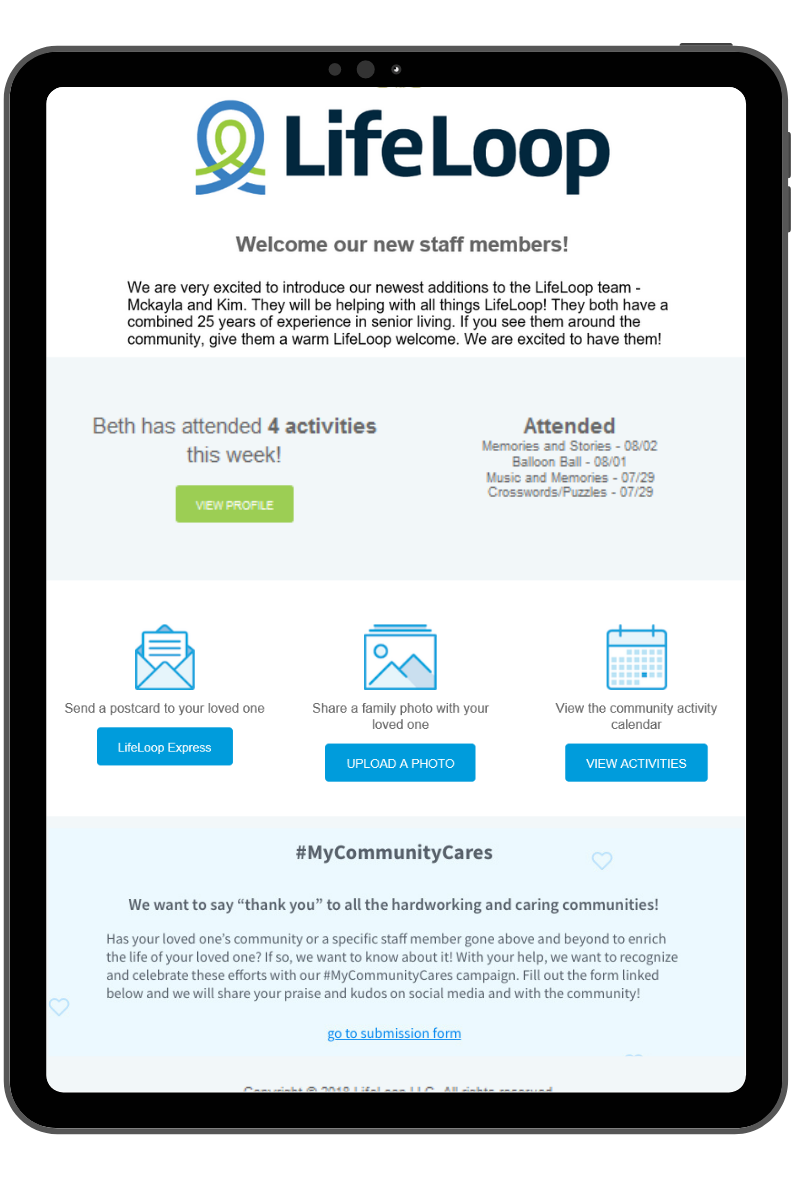 LifeLoop
Welcome our new staff members!
We are very excited to introduce our newest additions to the LifeLoop team -
Mckayla and Kim. They will be helping with all things LifeLoop! They both have a
combined 25 years of experience in senior living. If you see them around the
community, give them a warm LifeLoop welcome. We are excited to have them!
Beth has attended 4 activities
this week!
VIEW PROFILE
Attended
Memories and Stories - 08/02
Balloon Ball - 08/01
Music and Memories - 07/29
Crosswords/Puzzles - 07/29
Send a postcard to your loved one
LifeLoop Express
Share a family photo with your
loved one
UPLOAD A PHOTO
View the community activity
calendar
VIEW ACTIVITIES
#MyCommunityCares
We want to say “thank you” to all the hardworking and caring communities!
Has your loved one’s community or a specific staff member gone above and beyond to enrich
the life of your loved one? If so, we want to know about it! With your help, we want to recognize
and celebrate these efforts with our #MyCommunityCares campaign. Fill out the form linked
below and we will share your praise and kudos on social media and with the community!
go to submission form
Copyright © 2018 LifeLoop LLC, All rights reserved